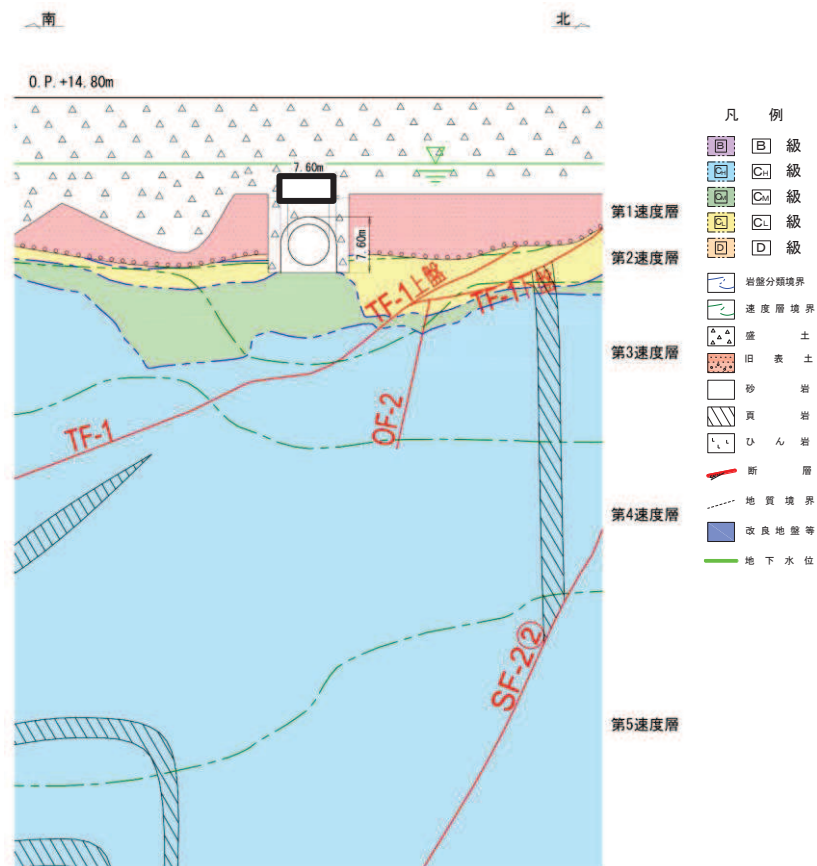 南
北
O.P.+14.80m
7.60m
7.60m
TF-1上盤
TF-1下盤
TF-1
OF-2
SF-2②
第1速度層
第2速度層
第3速度層
第4速度層
第5速度層
凡 例
B B 級
CH CH 級
CM CM 級
CL CL 級
D D 級
岩盤分類境界
速度層境界
盛 土
旧 表 土
砂 岩
頁 岩
ひ ん 岩
断 層
地 質 境 界
改 良 地 盤 等
地 下 水 位